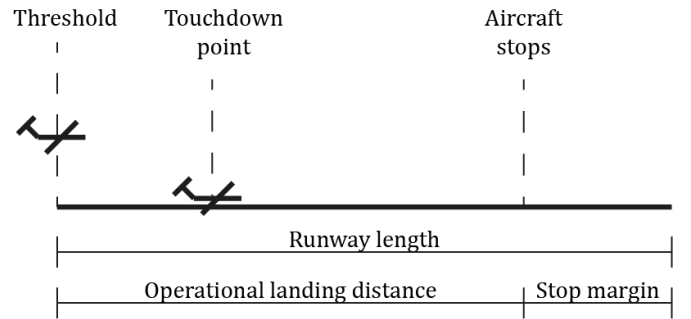 Threshold
Touchdown
point
Aircraft
stops
Runway length
Operational landing distance
Stop margin